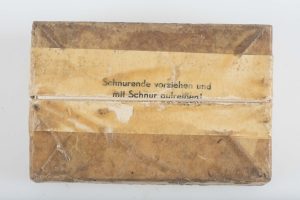 Schnurende vorziehen und
mit Schnur aufreißen!